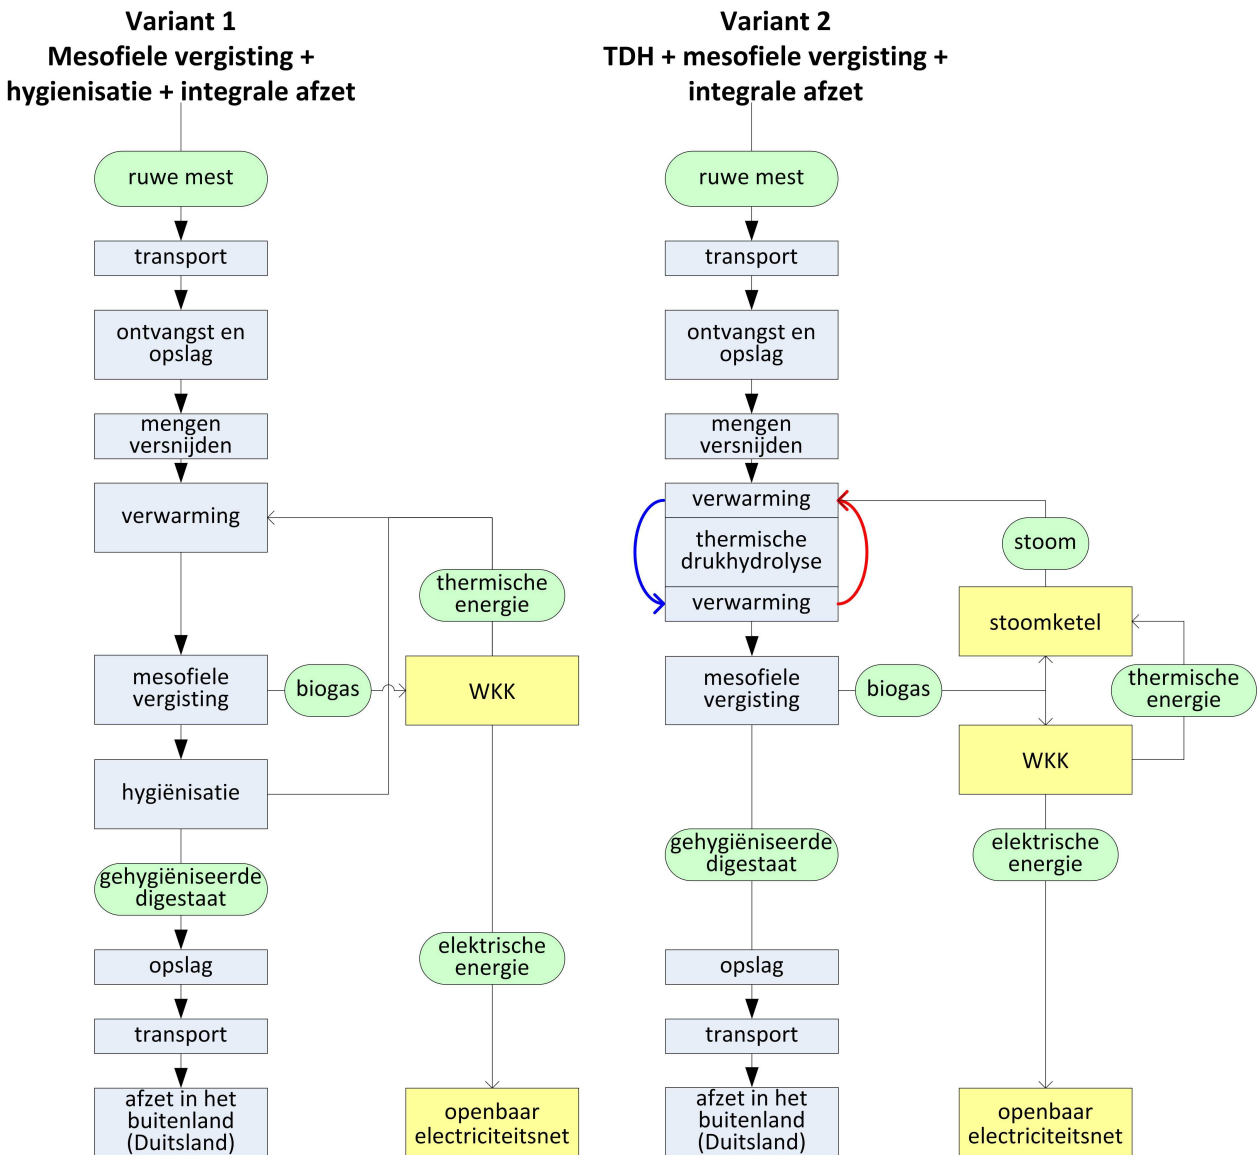 Variant 1
Mesofiele vergisting +
hygienisatie + integrale afzet
ruwe mest
transport
ontvangst en
opslag
mengen
versnijden
verwarming
thermische
energie
mesofiele
vergisting
biogas
WKK
hygiënisatie
gehygiëniseerde
digestaat
elektrische
energie
opslag
transport
afzet in het
buitenland
(Duitsland)
openbaar
electriciteitsnet
Variant 2
TDH + mesofiele vergisting +
integrale afzet
ruwe mest
transport
ontvangst en
opslag
mengen
versnijden
verwarming
thermische
drukhydrolyse
verwarming
stoom
stoomketel
mesofiele
vergisting
biogas
thermische
energie
WKK
gehygiëniseerde
digestaat
elektrische
energie
opslag
transport
afzet in het
buitenland
(Duitsland)
openbaar
electriciteitsnet